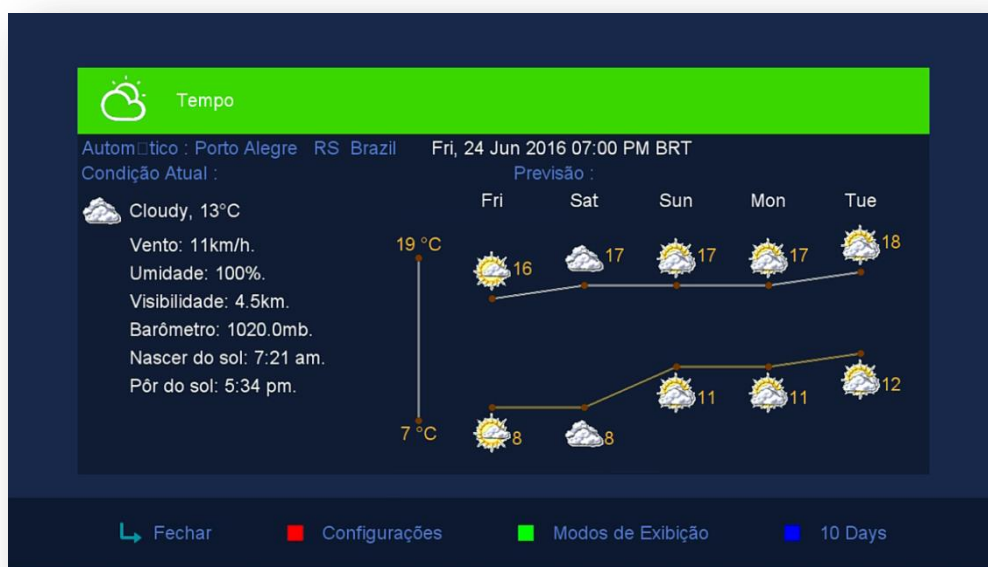 Tempo
Autom□tico : Porto Alegre RS Brazil Fri, 24 Jun 2016 07:00 PM BRT
Condição Atual : Previsão :
Fri Sat Sun Mon Tue
Cloudy, 13°C
Vento: 11km/h.
Umidade: 100%.
Visibilidade: 4.5km.
Barômetro: 1020.0mb.
Nascer do sol: 7:21 am.
Pôr do sol: 5:34 pm.
19 °C
16 17 17 17 18
7 °C
8 8 11 11 12
Fechar Configurações Modos de Exibição 10 Days